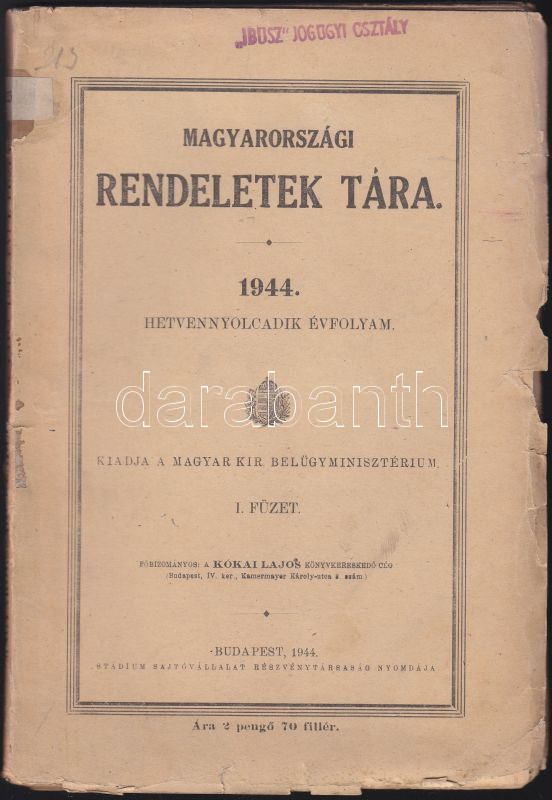 „IBUSZ" JOGÜGYI OSZTÁLY
MAGYARORSZÁGI
RENDELETEK TÁRA.
1944.
HETVENNYOLCADIK ÉVFOLYAM.
darabanth
KIADJA A MAGYAR KIR. BELÜGYMINISZTÉRIUM.
I. FÜZET.
FŐBIZOMÁNYOS: A KÓKAI LAJOS KÖNYVKERESKEDŐ CÉG
(Budapest, IV. ker., Kamermayer Károly-utca szám.)
BUDAPEST, 1944.
STÁDIUM SAJTÓVÁLLALAT RÉSZVÉNYTÁRSASÁG NYOMDÁJA
Ára 2 pengő 70 fillér.